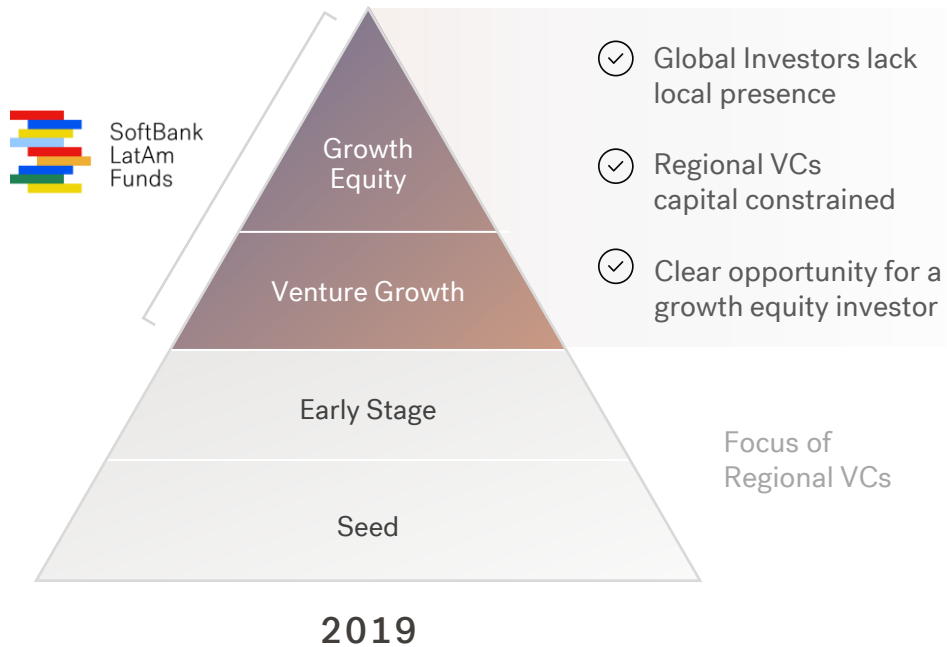 SoftBank
LatAm
Funds
Growth
Equity
Venture Growth
Early Stage
Seed
2019
Global Investors lack
local presence
Regional VCs
capital constrained
Clear opportunity for a
growth equity investor
Focus of
Regional VCs